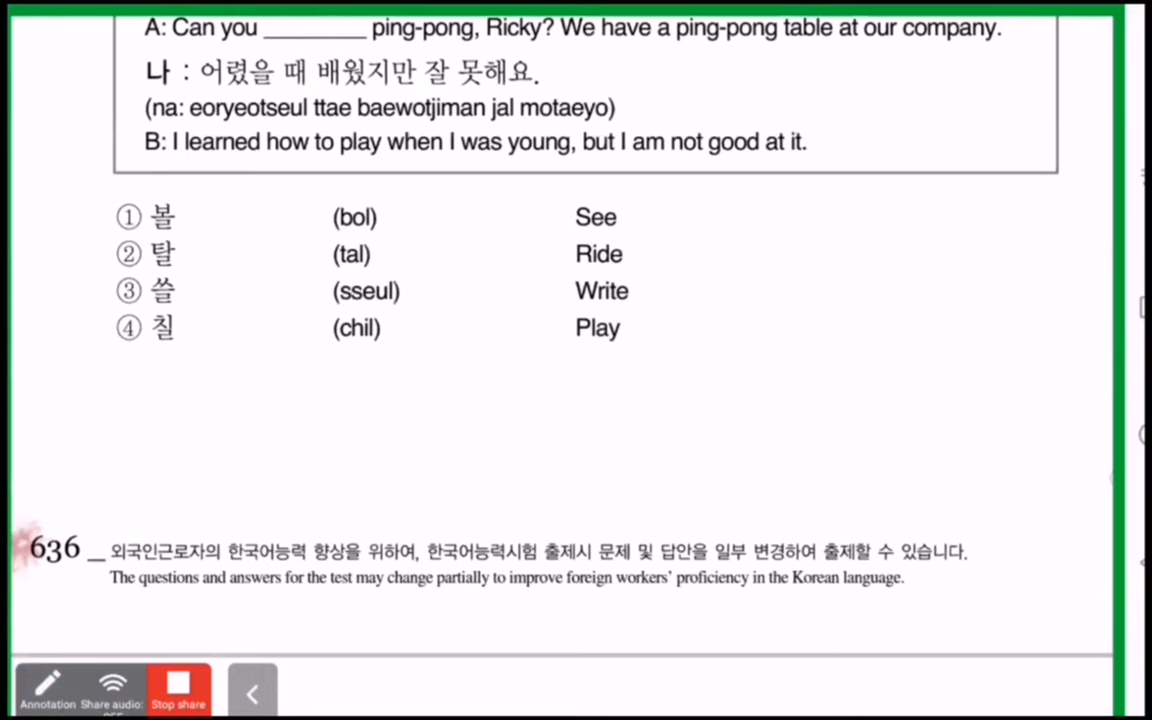 A: Can you ________ ping-pong, Ricky? We have a ping-pong table at our company.
나 : 어렸을 때 배웠지만 잘 못해요.
(na: eoryeotseul ttae baewotjiman jal motaeyo)
B: I learned how to play when I was young, but I am not good at it.
① 볼 (bol) See
② 탈 (tal) Ride
③ 쓸 (sseul) Write
④ 칠 (chil) Play
636 _ 외국인근로자의 한국어능력 향상을 위하여, 한국어능력시험 출제시 문제 및 답안을 일부 변경하여 출제할 수 있습니다.
The questions and answers for the test may change partially to improve foreign workers' proficiency in the Korean language.
Annotation Share audio: Stop share